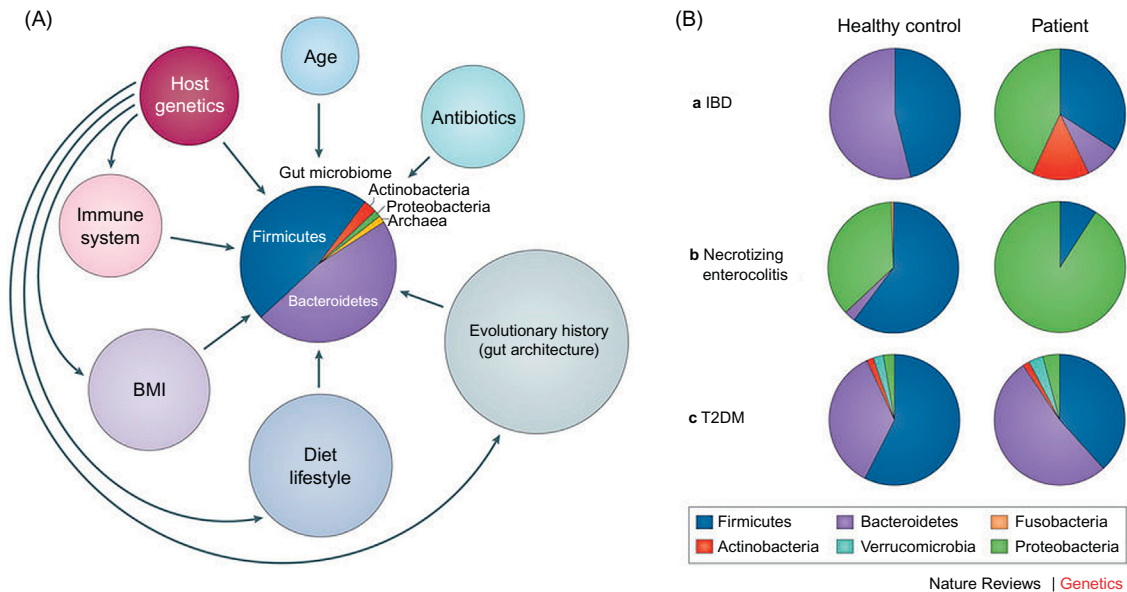 (A)
Host
genetics
Age
Antibiotics
Gut microbiome
Actinobacteria
Proteobacteria
Archaea
Firmicutes
Bacteroidetes
Immune
system
BMI
Diet
lifestyle
Evolutionary history
(gut architecture)
(B)
Healthy control
Patient
a IBD
b Necrotizing
enterocolitis
c T2DM
Firmicutes
Bacteroidetes
Fusobacteria
Actinobacteria
Verrucomicrobia
Proteobacteria
Nature Reviews | Genetics